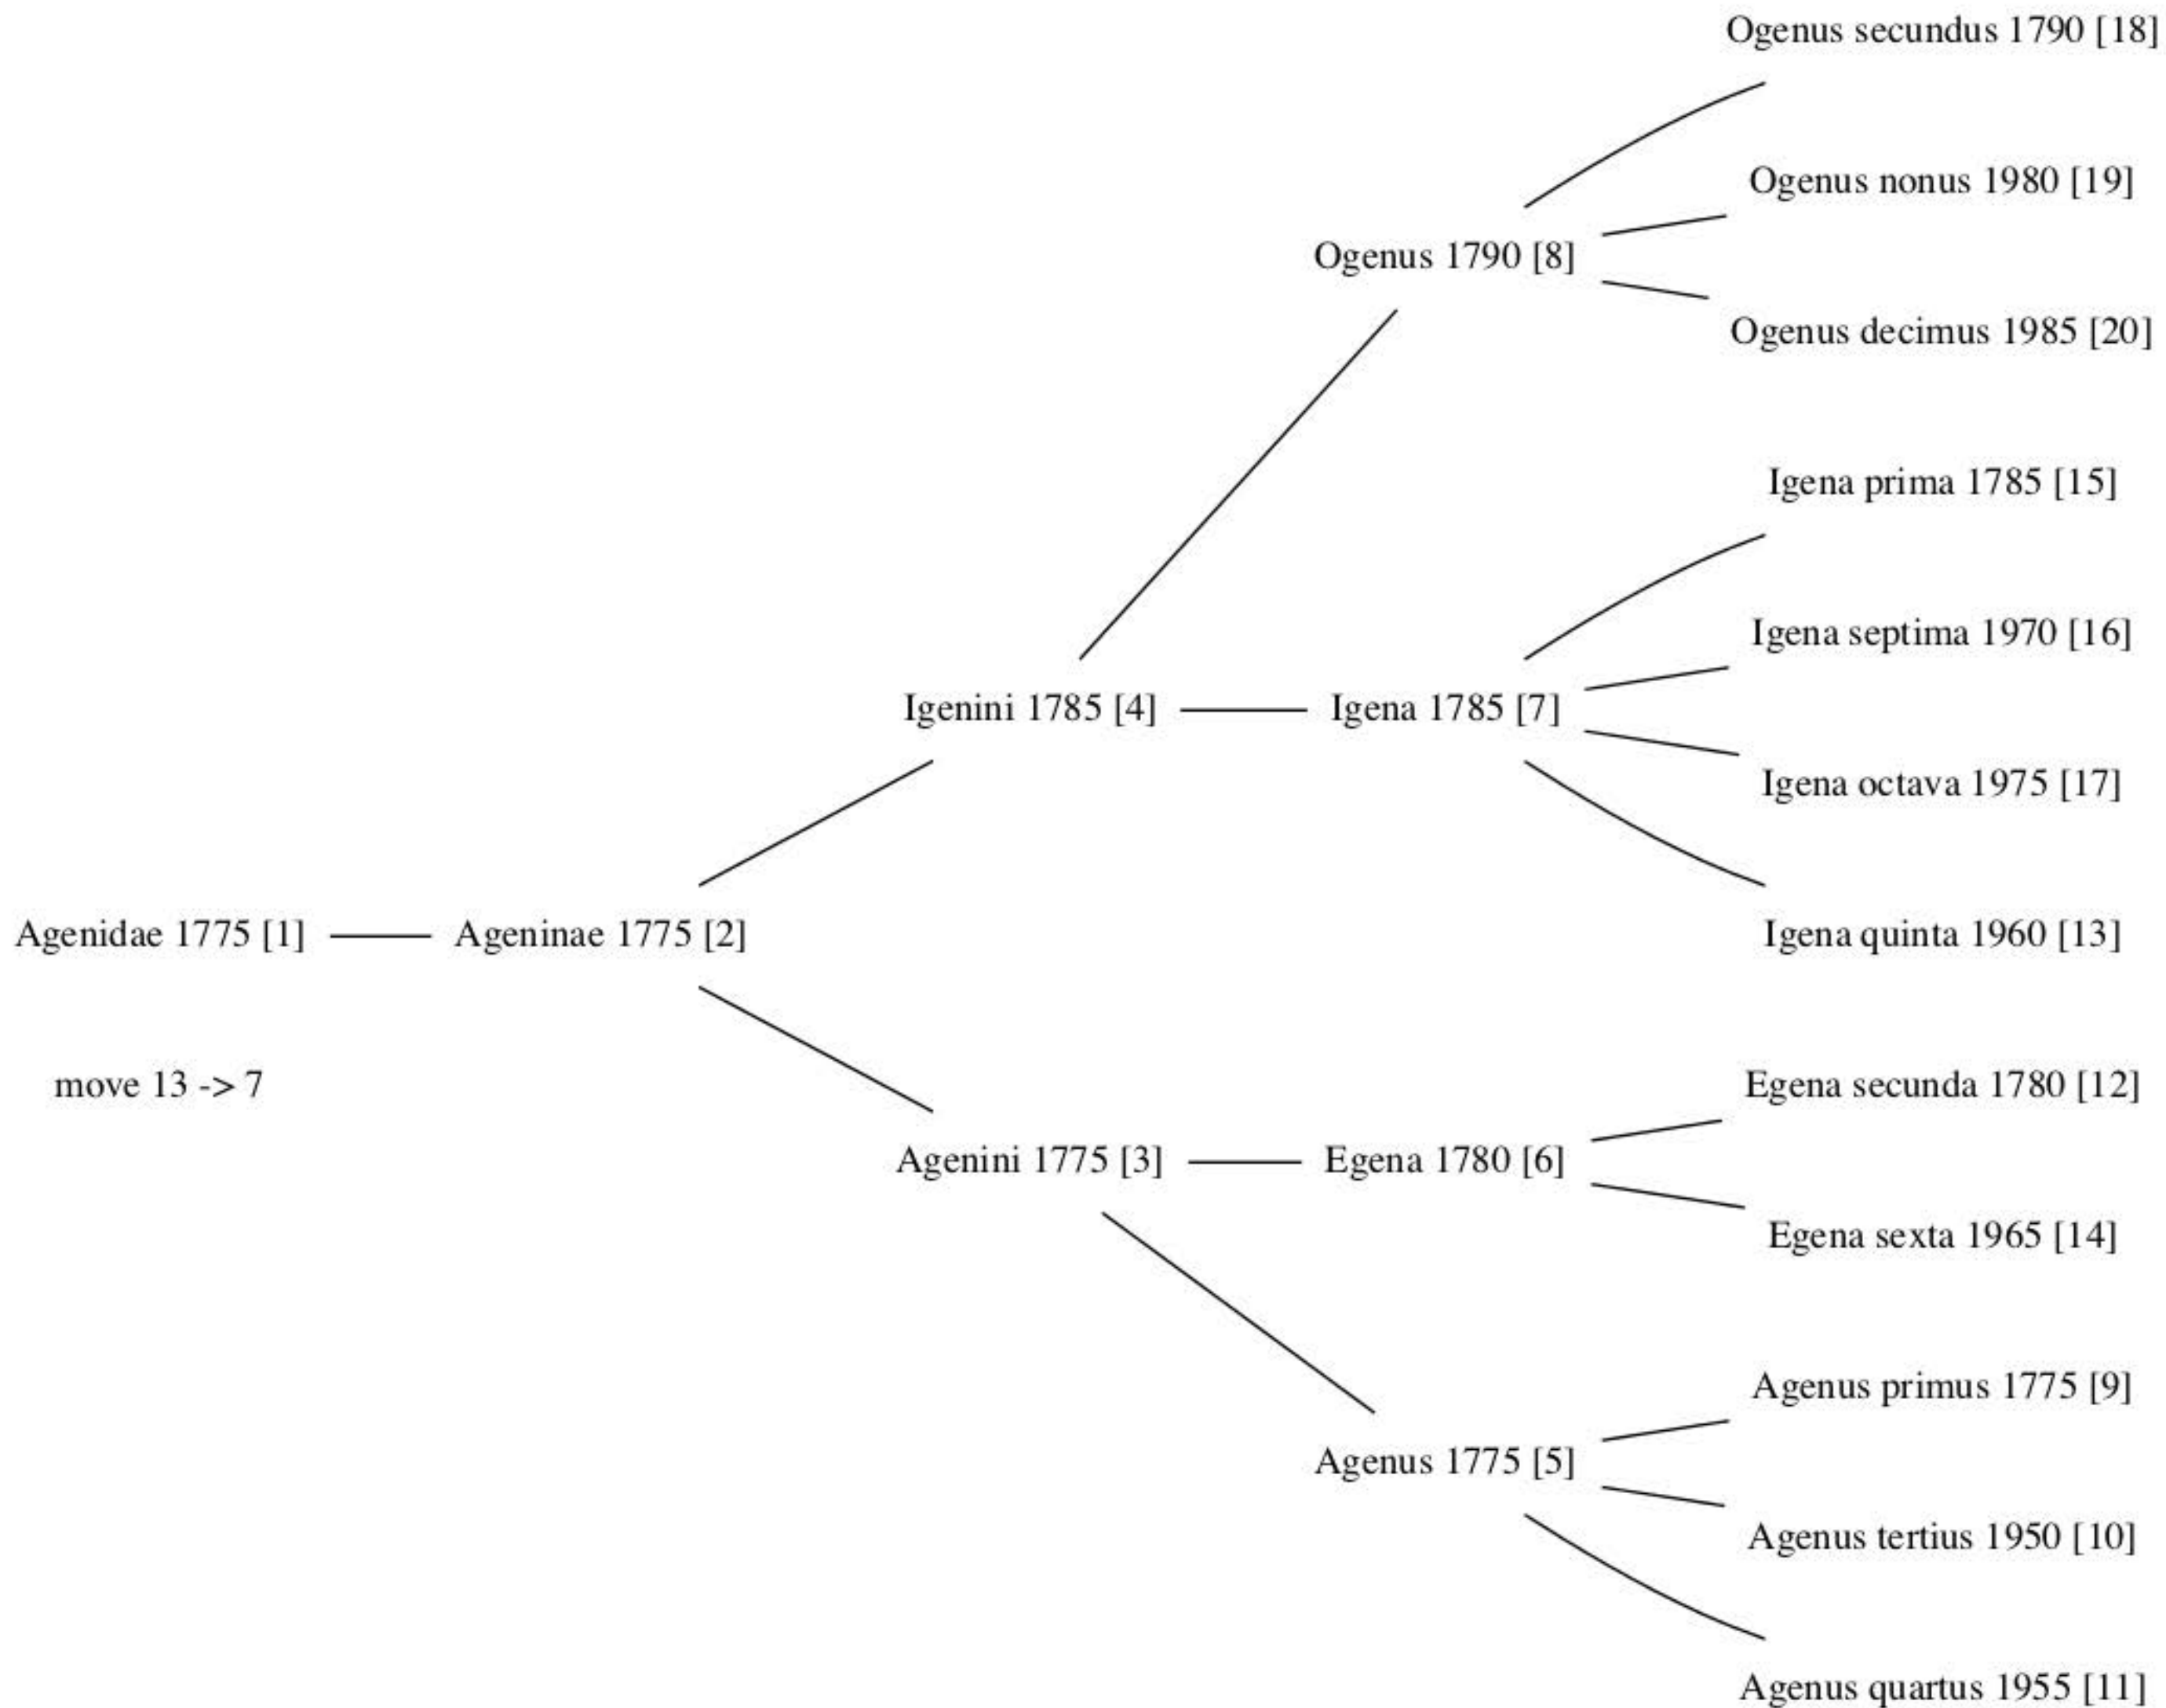 Ogenus secundus 1790 [18]
Ogenus nonus 1980 [19]
Ogenus 1790 [8]
Ogenus decimus 1985 [20]
Igena prima 1785 [15]
Igena septima 1970 [16]
Igenini 1785 [4]
Igena 1785 [7]
Igena octava 1975 [17]
Agenidae 1775 [1]
Ageninae 1775 [2]
Igena quinta 1960 [13]
move 13 -> 7
Egena secunda 1780 [12]
Agenini 1775 [3]
Egena 1780 [6]
Egena sexta 1965 [14]
Agenus primus 1775 [9]
Agenus 1775 [5]
Agenus tertius 1950 [10]
Agenus quartus 1955 [11]